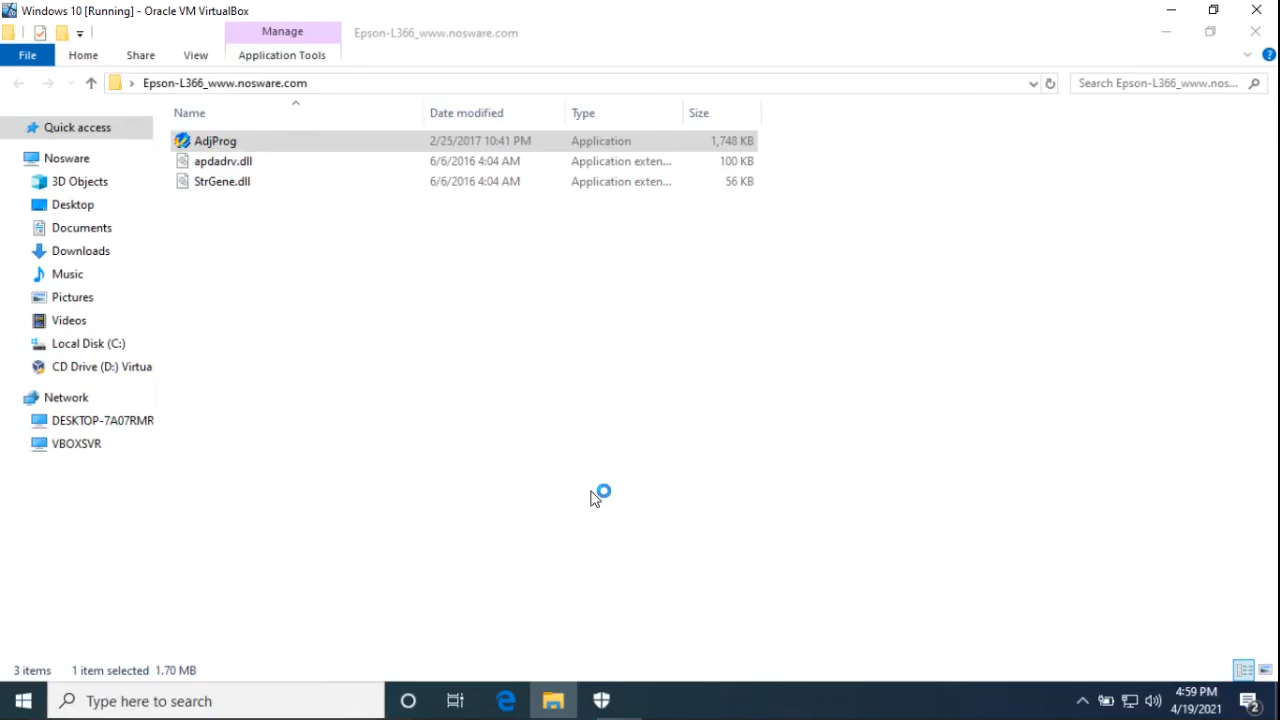 Windows 10 [Running] - Oracle VM VirtualBox
Manage
Epson-L366_www.nosware.com
File
Home
Share
View
Application Tools
Epson-L366_www.nosware.com
Search Epson-L366_www.nos...
Name
Date modified
Type
Size
Quick access
AdjProg
2/25/2017 10:41 PM
Application
1,748 KB
apdadrv.dll
6/6/2016 4:04 AM
Application exten...
100 KB
StrGene.dll
6/6/2016 4:04 AM
Application exten...
56 KB
Nosware
3D Objects
Desktop
Documents
Downloads
Music
Pictures
Videos
Local Disk (C:)
CD Drive (D:) Virtua
Network
DESKTOP-7A07RMR
VBOXSVR
3 items
1 item selected 1.70 MB
Type here to search
4:59 PM
4/19/2021
2